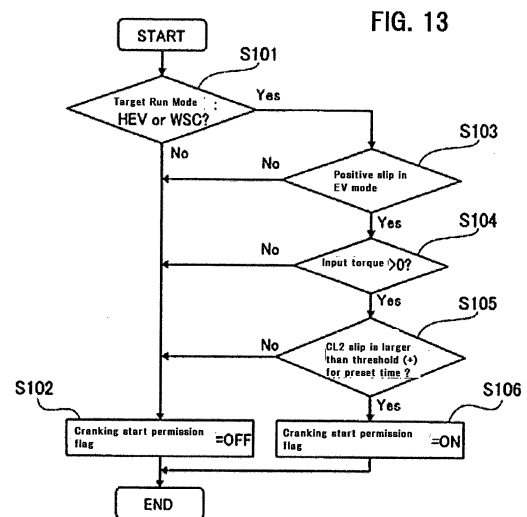 FIG. 13
START
S101
Target Run Mode :
HEV or WSC?
Yes
No
S103
Positive slip in
EV mode
No
Yes
S104
Input torque >0?
No
Yes
S105
CL2 slip is larger
than threshold (+)
for preset time ?
No
Yes
S102
Cranking start permission
flag =OFF
S106
Cranking start permission
flag =ON
END